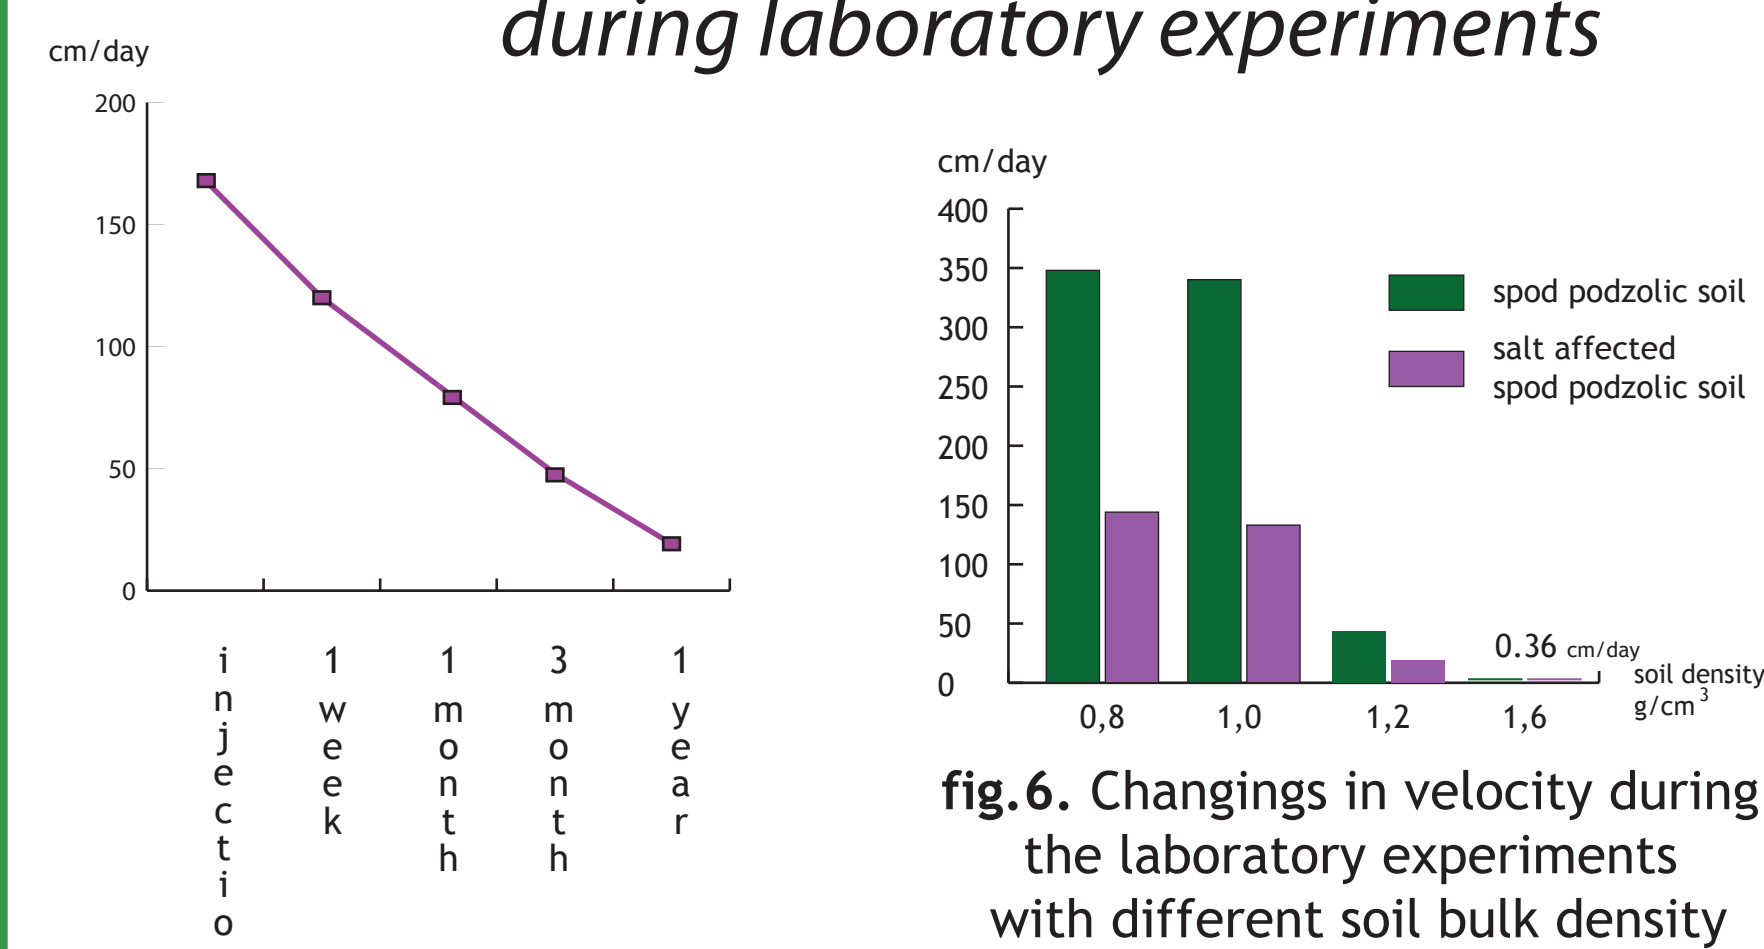 during laboratory experiments
cm/day
200
150
100
50
0
injectio
1 week
1 month
3 month
1 year
cm/day
400
350
300
250
200
150
100
50
0
spod podzolic soil
salt affected
spod podzolic soil
0.36 cm/day
soil density
g/cm³
0,8 1,0 1,2 1,6
fig.6. Changings in velocity during
the laboratory experiments
with different soil bulk density